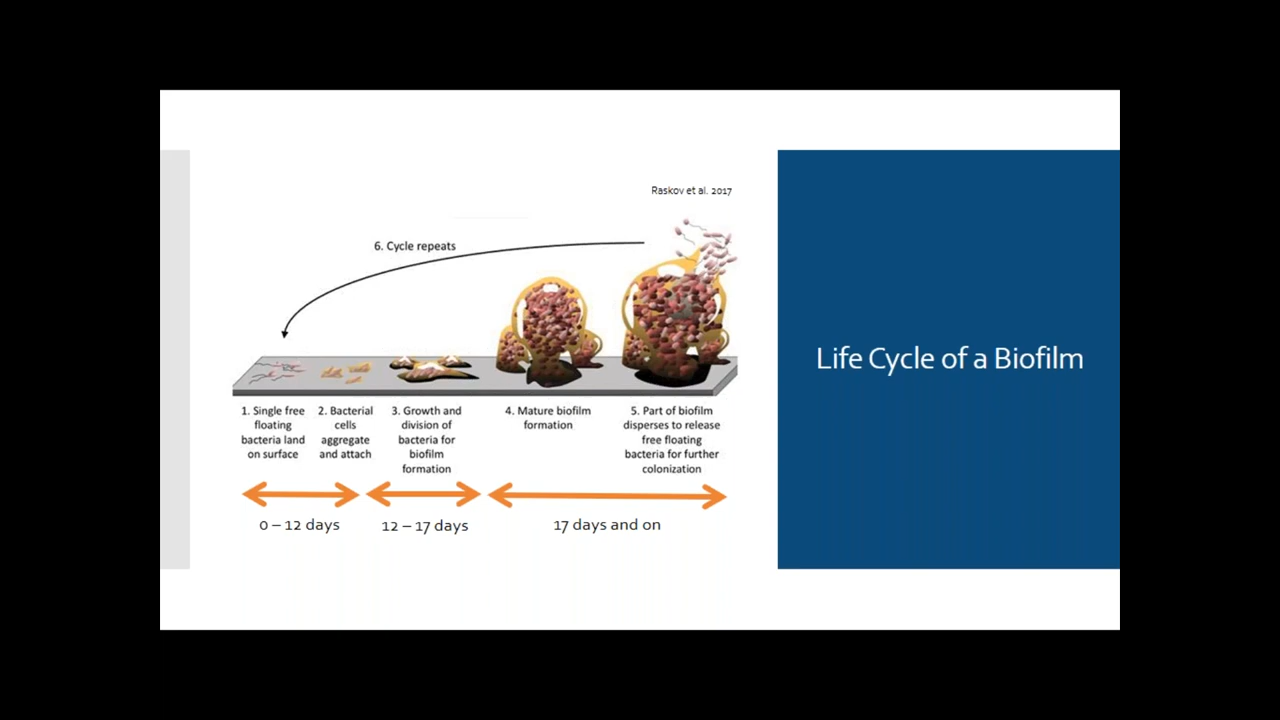 Raskov et al. 2017
6. Cycle repeats
1. Single free
floating
bacteria land
on surface
2. Bacterial
cells
aggregate
and attach
3. Growth and
division of
bacteria for
biofilm
formation
4. Mature biofilm
formation
5. Part of biofilm
disperses to release
free floating
bacteria for further
colonization
0 – 12 days
12 – 17 days
17 days and on
Life Cycle of a Biofilm